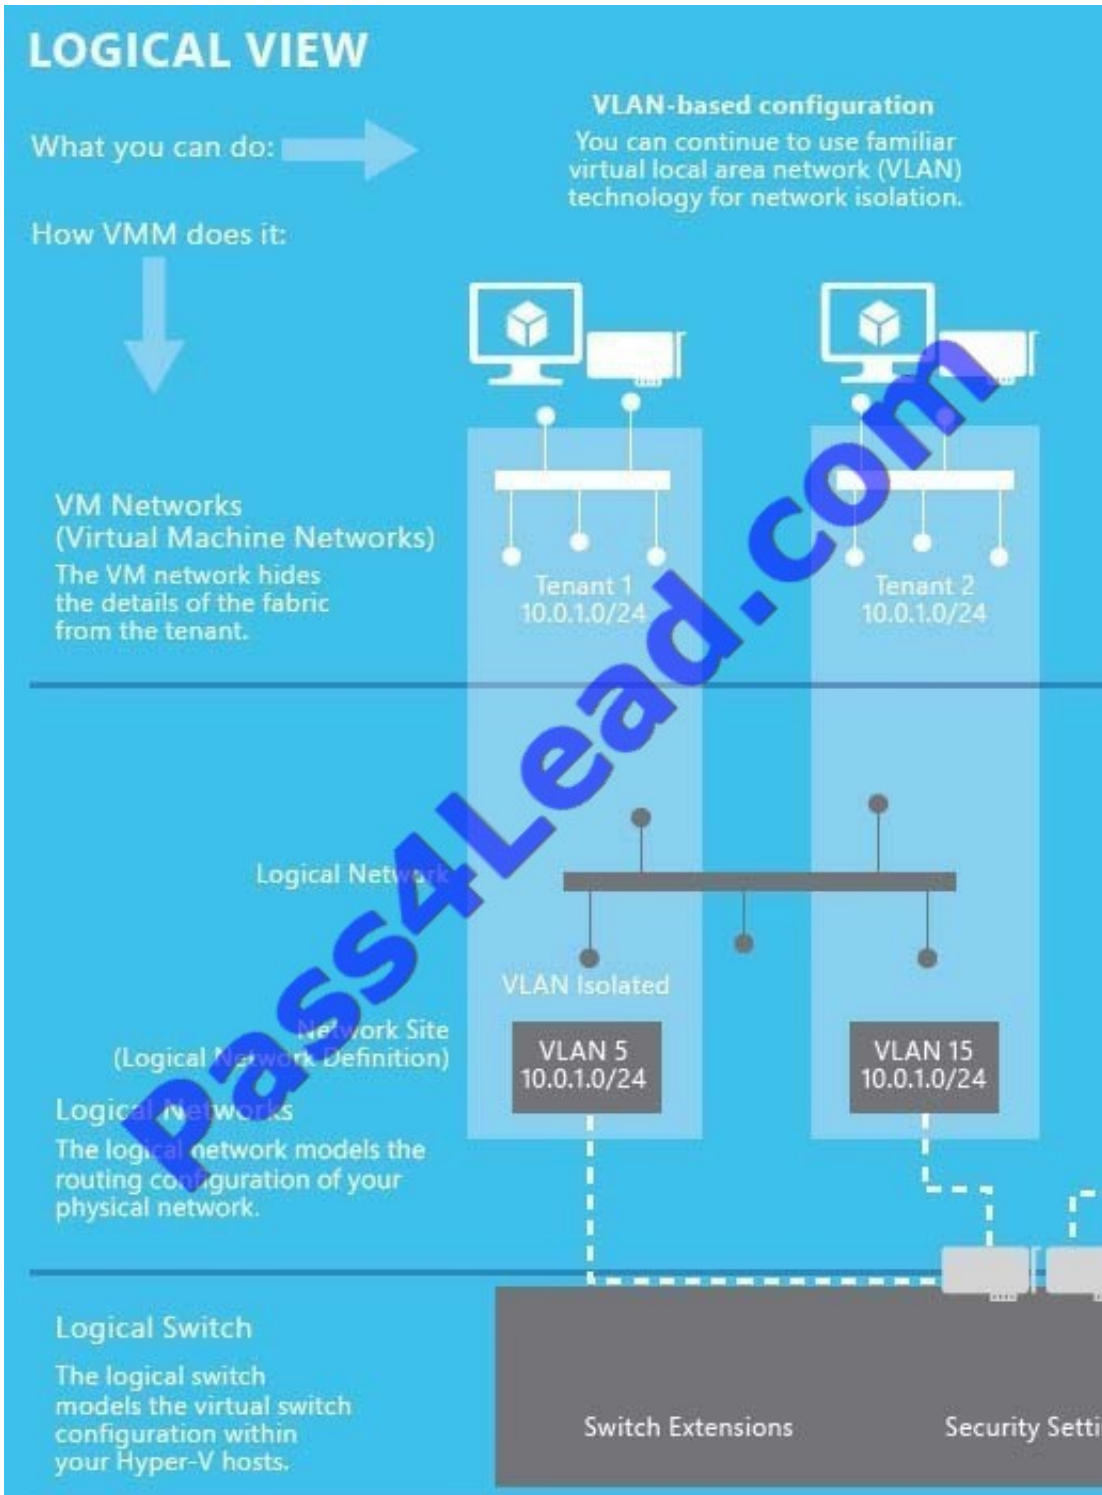 LOGICAL VIEW
What you can do:
VLAN-based configuration
You can continue to use familiar
virtual local area network (VLAN)
technology for network isolation.
How VMM does it:
VM Networks
(Virtual Machine Networks)
The VM network hides
the details of the fabric
from the tenant.
Tenant 1
10.0.1.0/24
Tenant 2
10.0.1.0/24
Logical Network
VLAN Isolated
Network Site
(Logical Network Definition)
VLAN 5
10.0.1.0/24
VLAN 15
10.0.1.0/24
Logical Networks
The logical network models the
routing configuration of your
physical network.
Logical Switch
The logical switch
models the virtual switch
configuration within
your Hyper-V hosts.
Switch Extensions
Security Setti
Pass4Lead.com